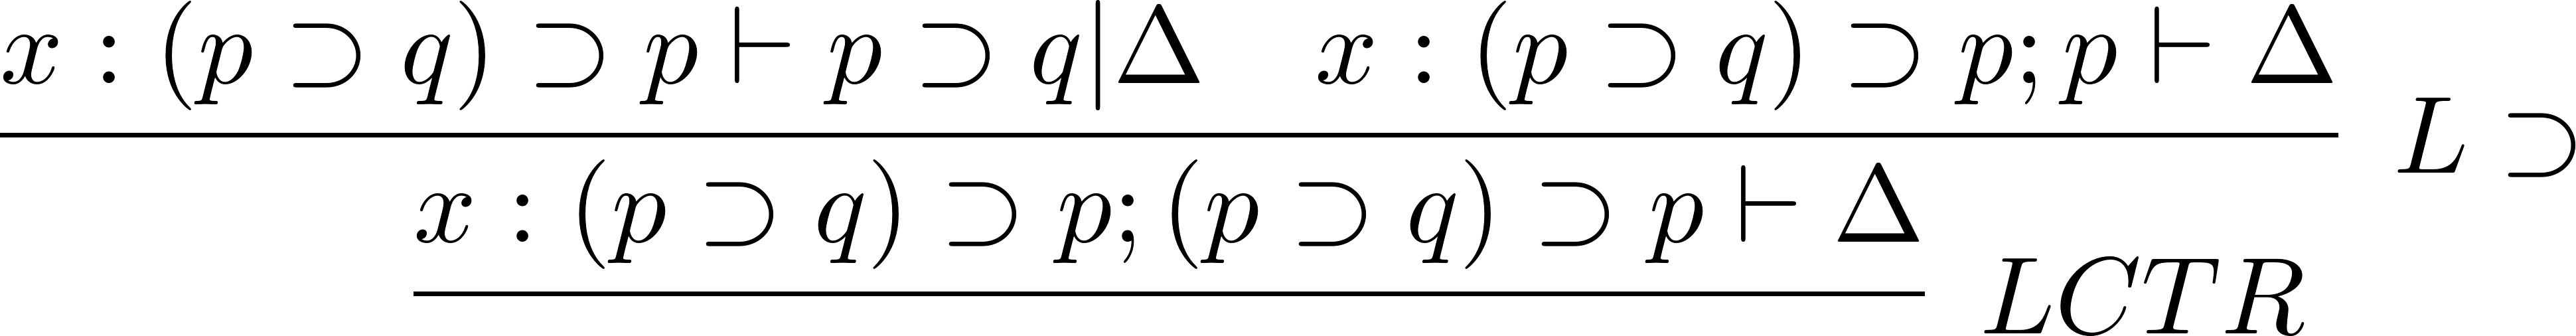 x : (p ⊃ q) ⊃ p ⊢ p ⊃ q|Δ x : (p ⊃ q) ⊃ p; p ⊢ Δ
L ⊃
x : (p ⊃ q) ⊃ p; (p ⊃ q) ⊃ p ⊢ Δ
LCTR